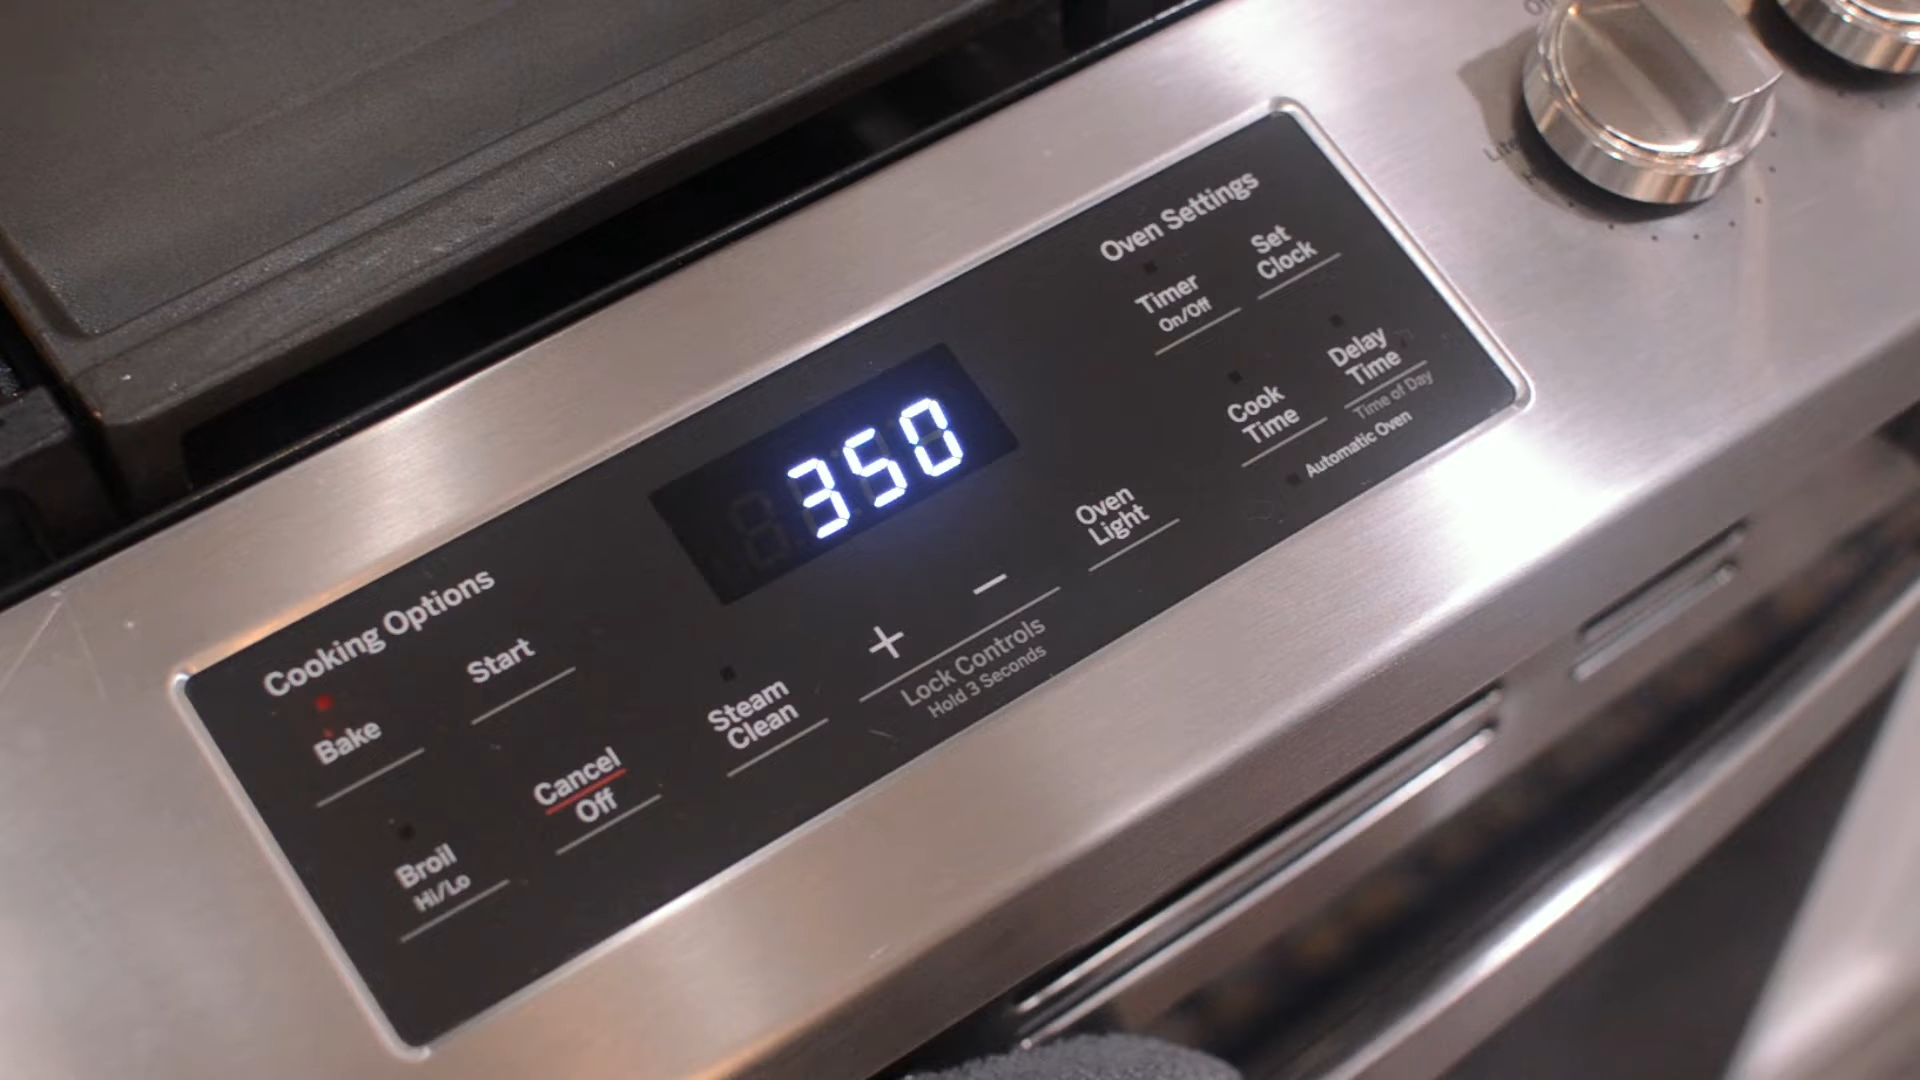 Oven Settings
Timer
On/Off
Set
Clock
Cook
Time
Delay
Time
Time of Day
Automatic Oven
350
Oven
Light
+ −
Lock Controls
Hold 3 Seconds
Steam
Clean
Cooking Options
Bake
Start
Cancel
Off
Broil
Hi/Lo